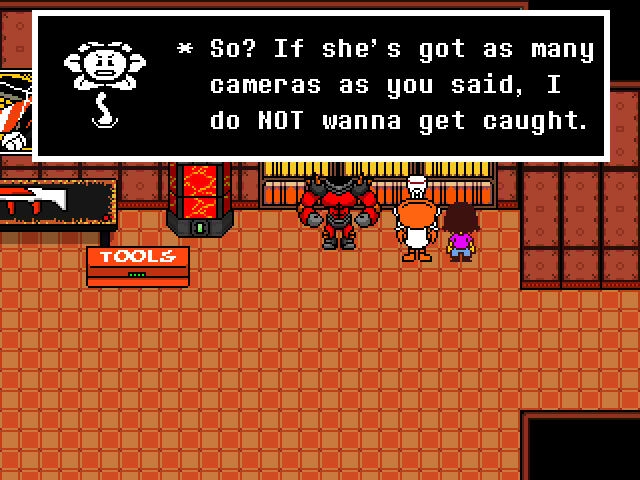 * So? If she's got as many
cameras as you said, I
do NOT wanna get caught.
TOOLS